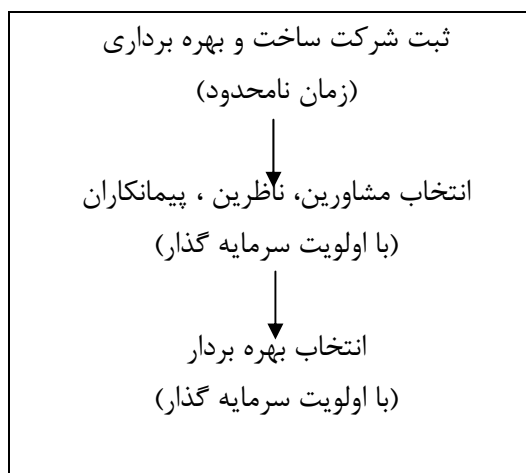 ثبت شرکت ساخت و بهره برداری
(زمان نامحدود)
انتخاب مشاورین، ناظرین ، پیمانکاران
(با اولویت سرمایه گذار)
انتخاب بهره بردار
(با اولویت سرمایه گذار)